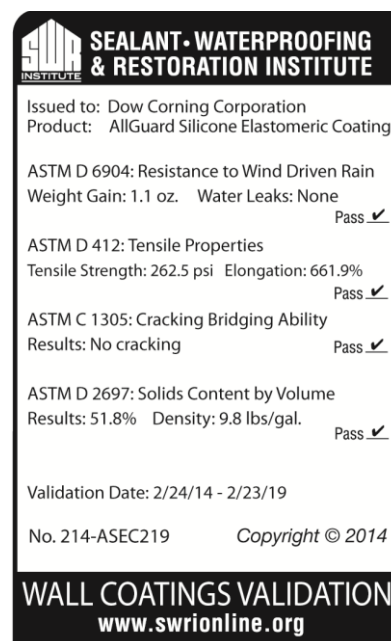 SWR
INSTITUTE
SEALANT • WATERPROOFING
& RESTORATION INSTITUTE
Issued to: Dow Corning Corporation
Product: AllGuard Silicone Elastomeric Coating
ASTM D 6904: Resistance to Wind Driven Rain
Weight Gain: 1.1 oz. Water Leaks: None
Pass ✔
ASTM D 412: Tensile Properties
Tensile Strength: 262.5 psi Elongation: 661.9%
Pass ✔
ASTM C 1305: Cracking Bridging Ability
Results: No cracking Pass ✔
ASTM D 2697: Solids Content by Volume
Results: 51.8% Density: 9.8 lbs/gal.
Pass ✔
Validation Date: 2/24/14 - 2/23/19
No. 214-ASEC219 Copyright © 2014
WALL COATINGS VALIDATION
www.swrionline.org